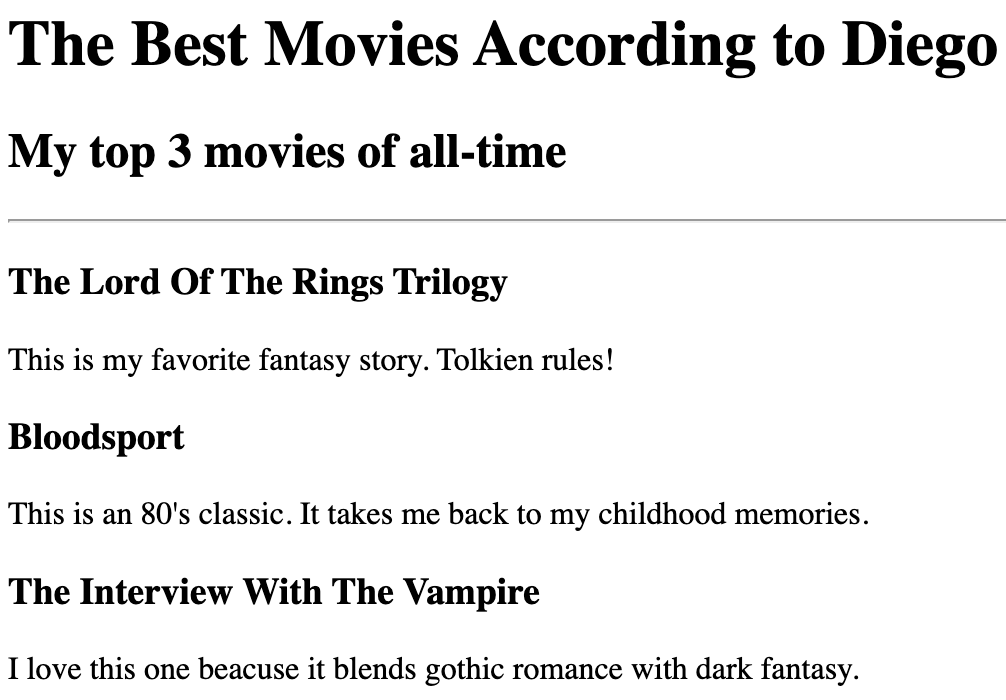 The Best Movies According to Diego
My top 3 movies of all-time
The Lord Of The Rings Trilogy
This is my favorite fantasy story. Tolkien rules!
Bloodsport
This is an 80's classic. It takes me back to my childhood memories.
The Interview With The Vampire
I love this one beacuse it blends gothic romance with dark fantasy.